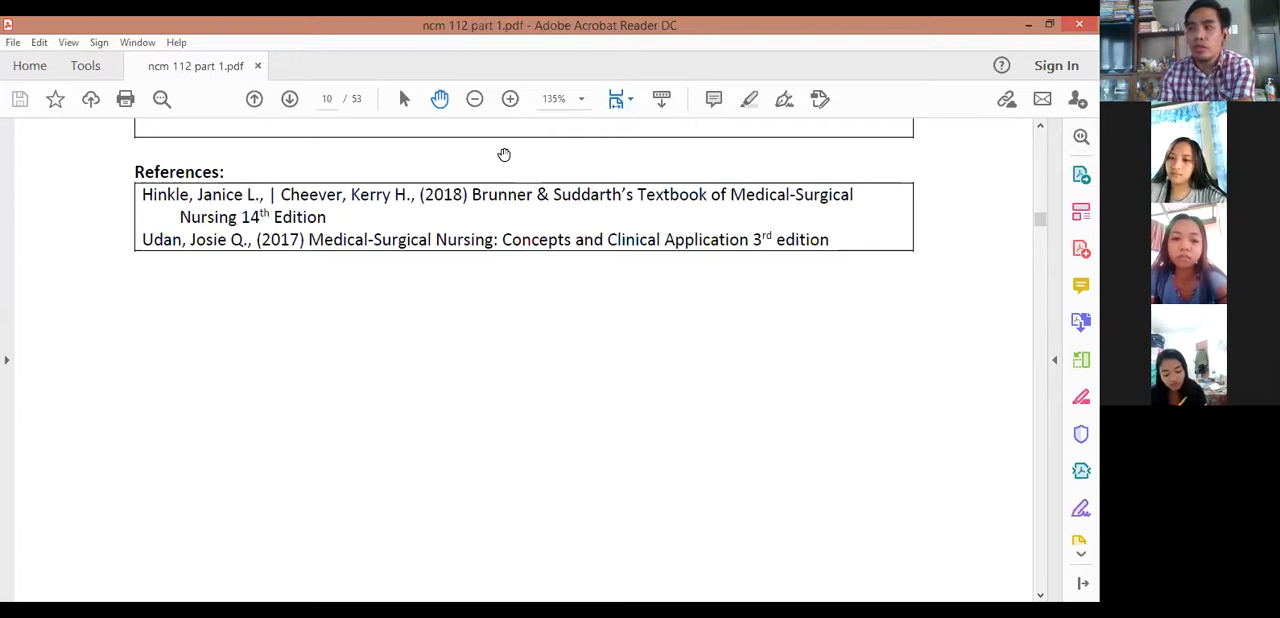 ncm 112 part 1.pdf - Adobe Acrobat Reader DC
File Edit View Sign Window Help
Home Tools ncm 112 part 1.pdf × Sign In
10 / 53 135%
References:
Hinkle, Janice L., | Cheever, Kerry H., (2018) Brunner & Suddarth's Textbook of Medical-Surgical
Nursing 14th Edition
Udan, Josie Q., (2017) Medical-Surgical Nursing: Concepts and Clinical Application 3rd edition